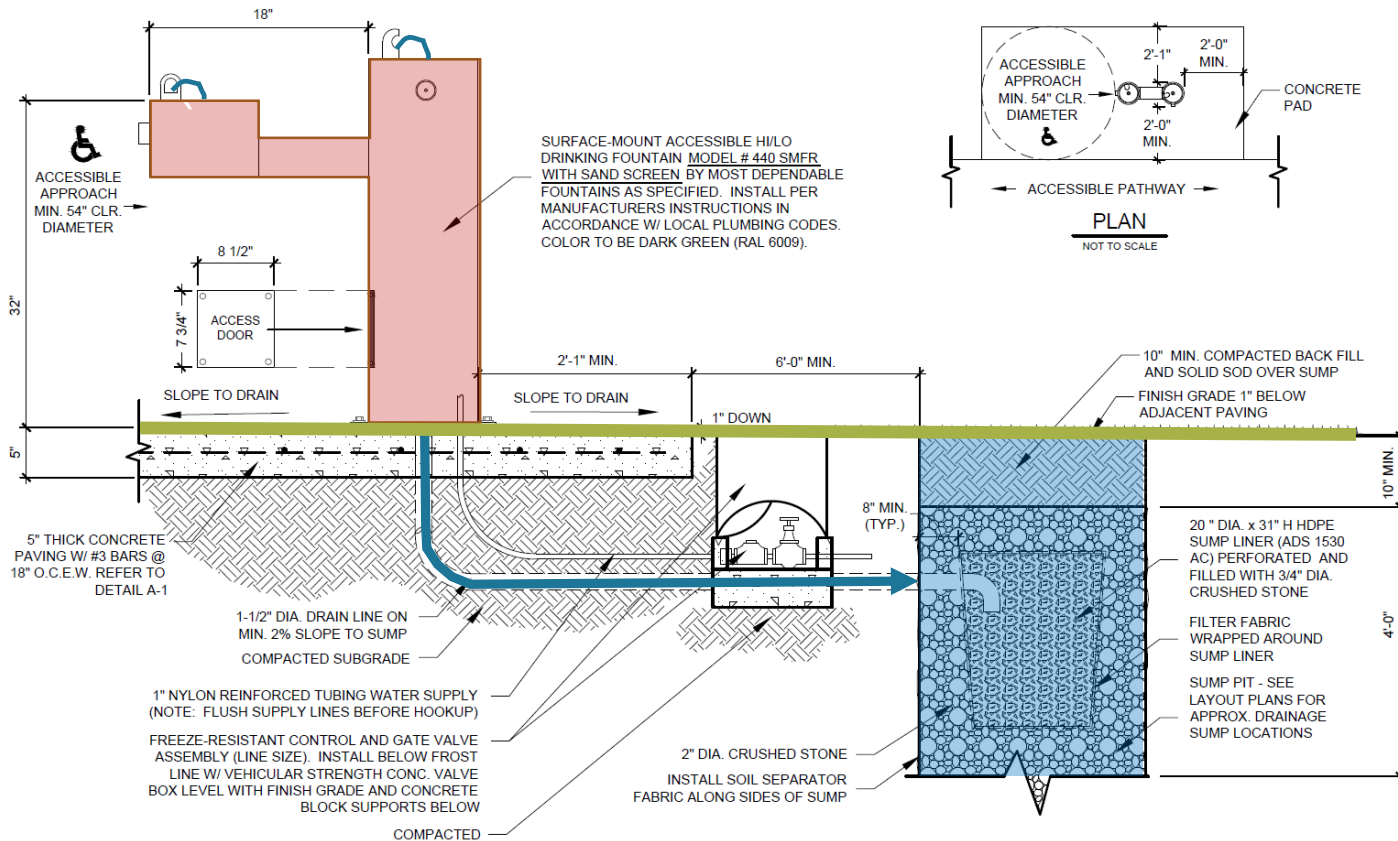 18"
ACCESSIBLE
APPROACH
MIN. 54" CLR.
DIAMETER
32"
8 1/2"
7 3/4"
ACCESS
DOOR
SURFACE-MOUNT ACCESSIBLE HI/LO
DRINKING FOUNTAIN MODEL # 440 SMFR
WITH SAND SCREEN BY MOST DEPENDABLE
FOUNTAINS AS SPECIFIED. INSTALL PER
MANUFACTURERS INSTRUCTIONS IN
ACCORDANCE W/ LOCAL PLUMBING CODES.
COLOR TO BE DARK GREEN (RAL 6009).
ACCESSIBLE
APPROACH
MIN. 54" CLR.
DIAMETER
2'-1"
2'-0"
MIN.
2'-0"
MIN.
CONCRETE
PAD
ACCESSIBLE PATHWAY
PLAN
NOT TO SCALE
2'-1" MIN.
6'-0" MIN.
SLOPE TO DRAIN
SLOPE TO DRAIN
1" DOWN
10" MIN. COMPACTED BACK FILL
AND SOLID SOD OVER SUMP
FINISH GRADE 1" BELOW
ADJACENT PAVING
5"
10" MIN.
4'-0"
8" MIN.
(TYP.)
5" THICK CONCRETE
PAVING W/ #3 BARS @
18" O.C.E.W. REFER TO
DETAIL A-1
1-1/2" DIA. DRAIN LINE ON
MIN. 2% SLOPE TO SUMP
COMPACTED SUBGRADE
1" NYLON REINFORCED TUBING WATER SUPPLY
(NOTE: FLUSH SUPPLY LINES BEFORE HOOKUP)
FREEZE-RESISTANT CONTROL AND GATE VALVE
ASSEMBLY (LINE SIZE). INSTALL BELOW FROST
LINE W/ VEHICULAR STRENGTH CONC. VALVE
BOX LEVEL WITH FINISH GRADE AND CONCRETE
BLOCK SUPPORTS BELOW
COMPACTED
2" DIA. CRUSHED STONE
INSTALL SOIL SEPARATOR
FABRIC ALONG SIDES OF SUMP
20 " DIA. x 31" H HDPE
SUMP LINER (ADS 1530
AC) PERFORATED AND
FILLED WITH 3/4" DIA.
CRUSHED STONE
FILTER FABRIC
WRAPPED AROUND
SUMP LINER
SUMP PIT - SEE
LAYOUT PLANS FOR
APPROX. DRAINAGE
SUMP LOCATIONS